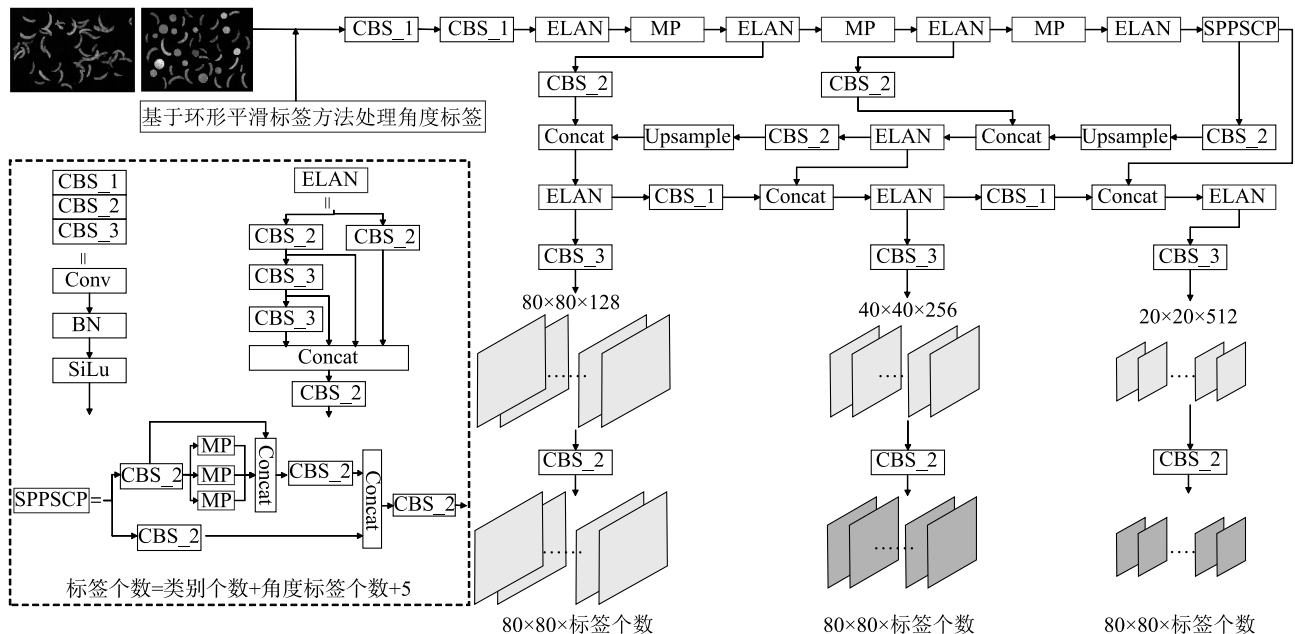 CBS_1 CBS_1 ELAN MP ELAN MP ELAN MP ELAN SPPSCP
CBS_2 CBS_2
基于环形平滑标签方法处理角度标签
Concat Upsample CBS_2 ELAN Concat Upsample CBS_2
ELAN CBS_1 Concat ELAN CBS_1 Concat ELAN
CBS_3 CBS_3 CBS_3
80×80×128 40×40×256 20×20×512
......
....
....
CBS_2 CBS_2 CBS_2
......
......
....
80×80×标签个数 80×80×标签个数 80×80×标签个数
CBS_1
CBS_2
CBS_3
=
Conv
BN
SiLu
ELAN
=
CBS_2 CBS_2
CBS_3
CBS_3
Concat
CBS_2
SPPSCP=
CBS_2
MP
MP
MP
Concat
CBS_2
CBS_2
Concat
CBS_2
标签个数=类别个数+角度标签个数+5